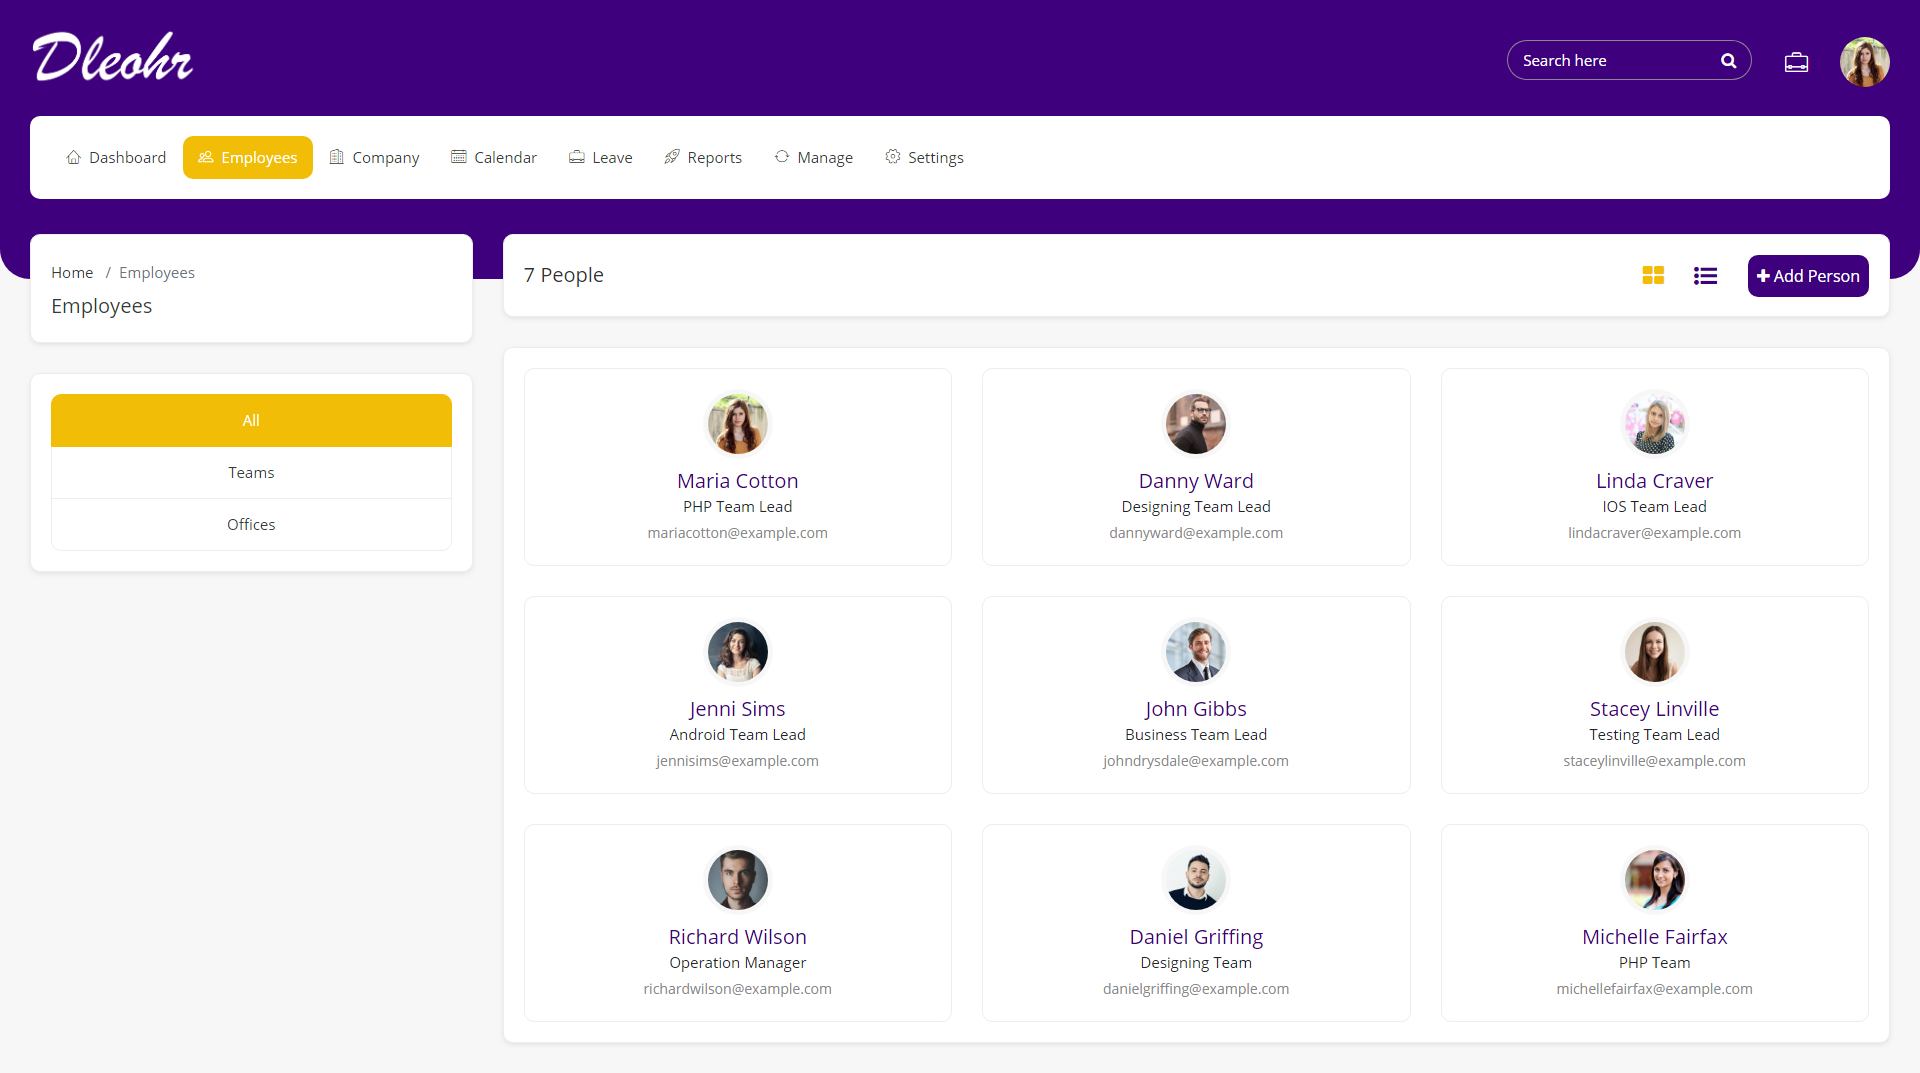 Dleohr
Search here
Dashboard
Employees
Company
Calendar
Leave
Reports
Manage
Settings
Home / Employees
Employees
7 People
Add Person
All
Teams
Offices
Maria Cotton
PHP Team Lead
mariacotton@example.com
Danny Ward
Designing Team Lead
dannyward@example.com
Linda Craver
IOS Team Lead
lindacraver@example.com
Jenni Sims
Android Team Lead
jennisims@example.com
John Gibbs
Business Team Lead
johndrysdale@example.com
Stacey Linville
Testing Team Lead
staceylinville@example.com
Richard Wilson
Operation Manager
richardwilson@example.com
Daniel Griffing
Designing Team
danielgriffing@example.com
Michelle Fairfax
PHP Team
michellefairfax@example.com